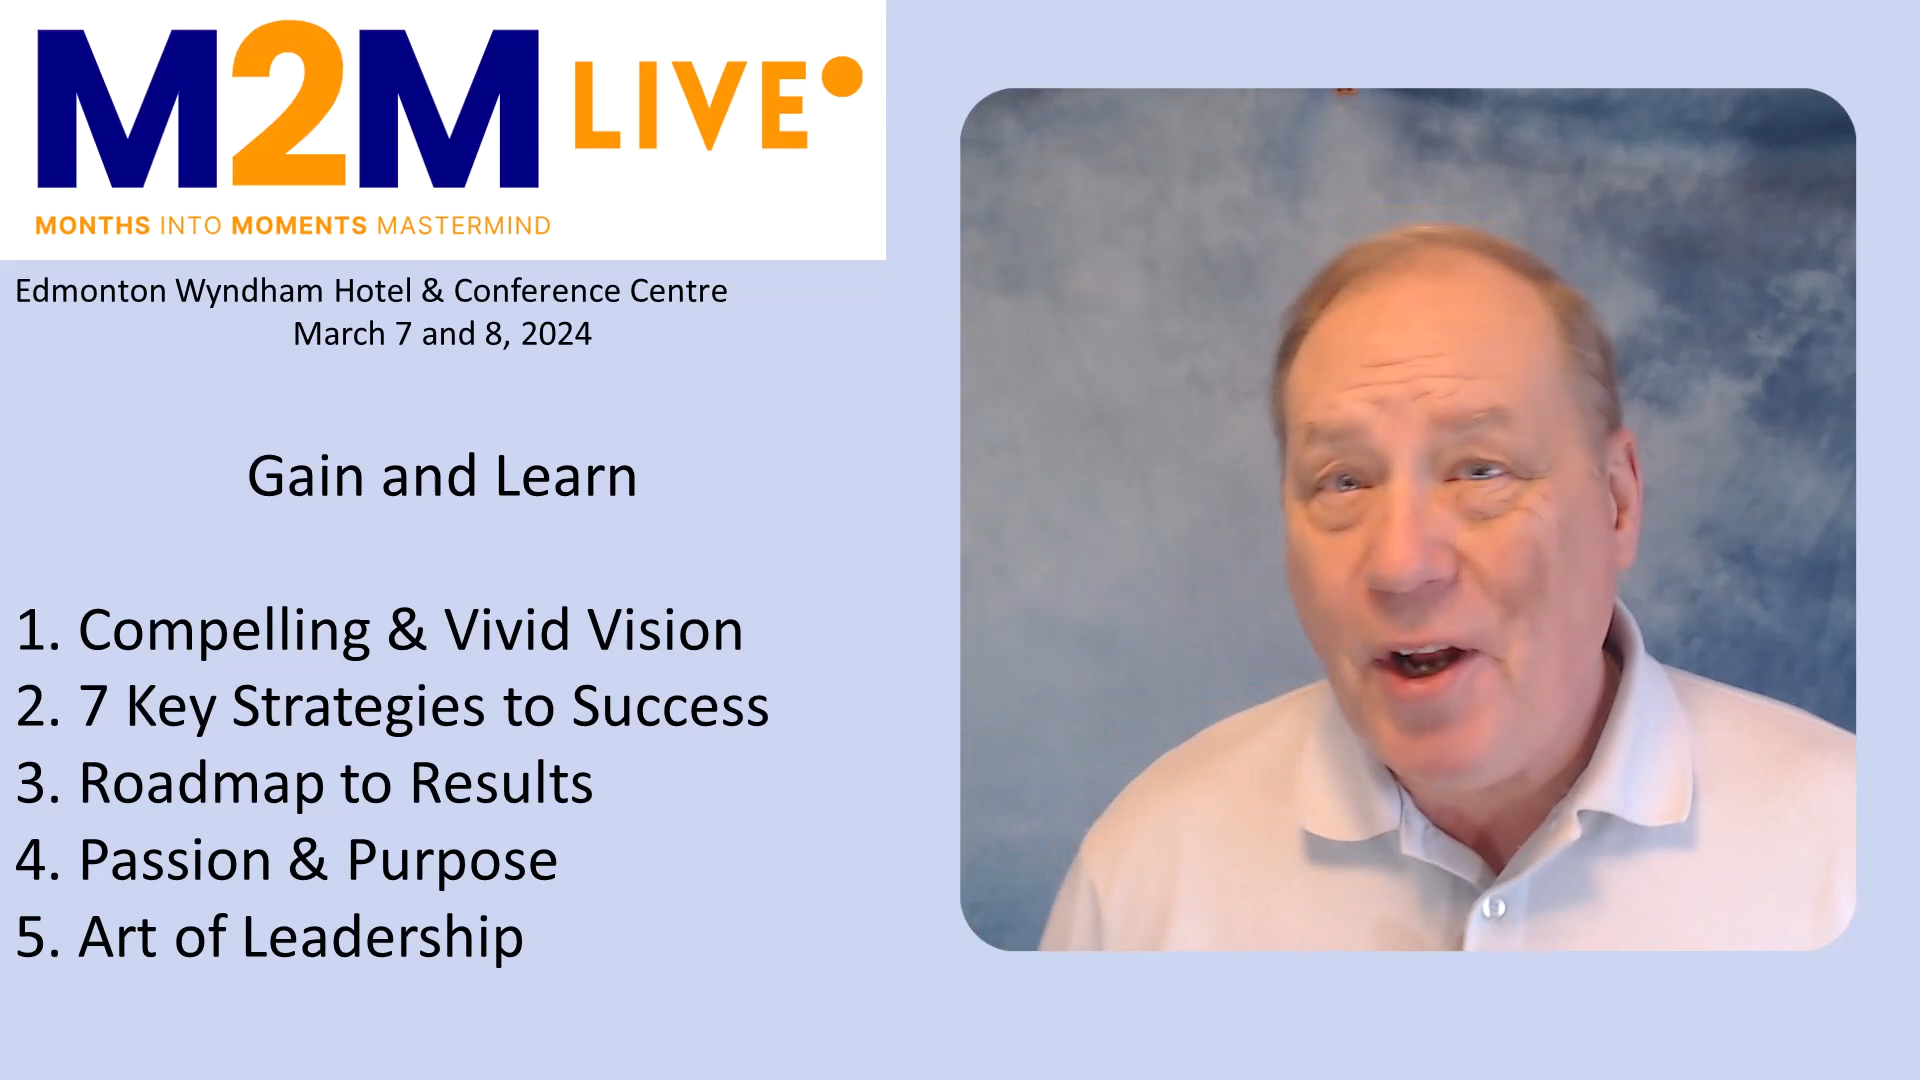 M2M LIVE
MONTHS INTO MOMENTS MASTERMIND
Edmonton Wyndham Hotel & Conference Centre
March 7 and 8, 2024
Gain and Learn
1. Compelling & Vivid Vision
2. 7 Key Strategies to Success
3. Roadmap to Results
4. Passion & Purpose
5. Art of Leadership